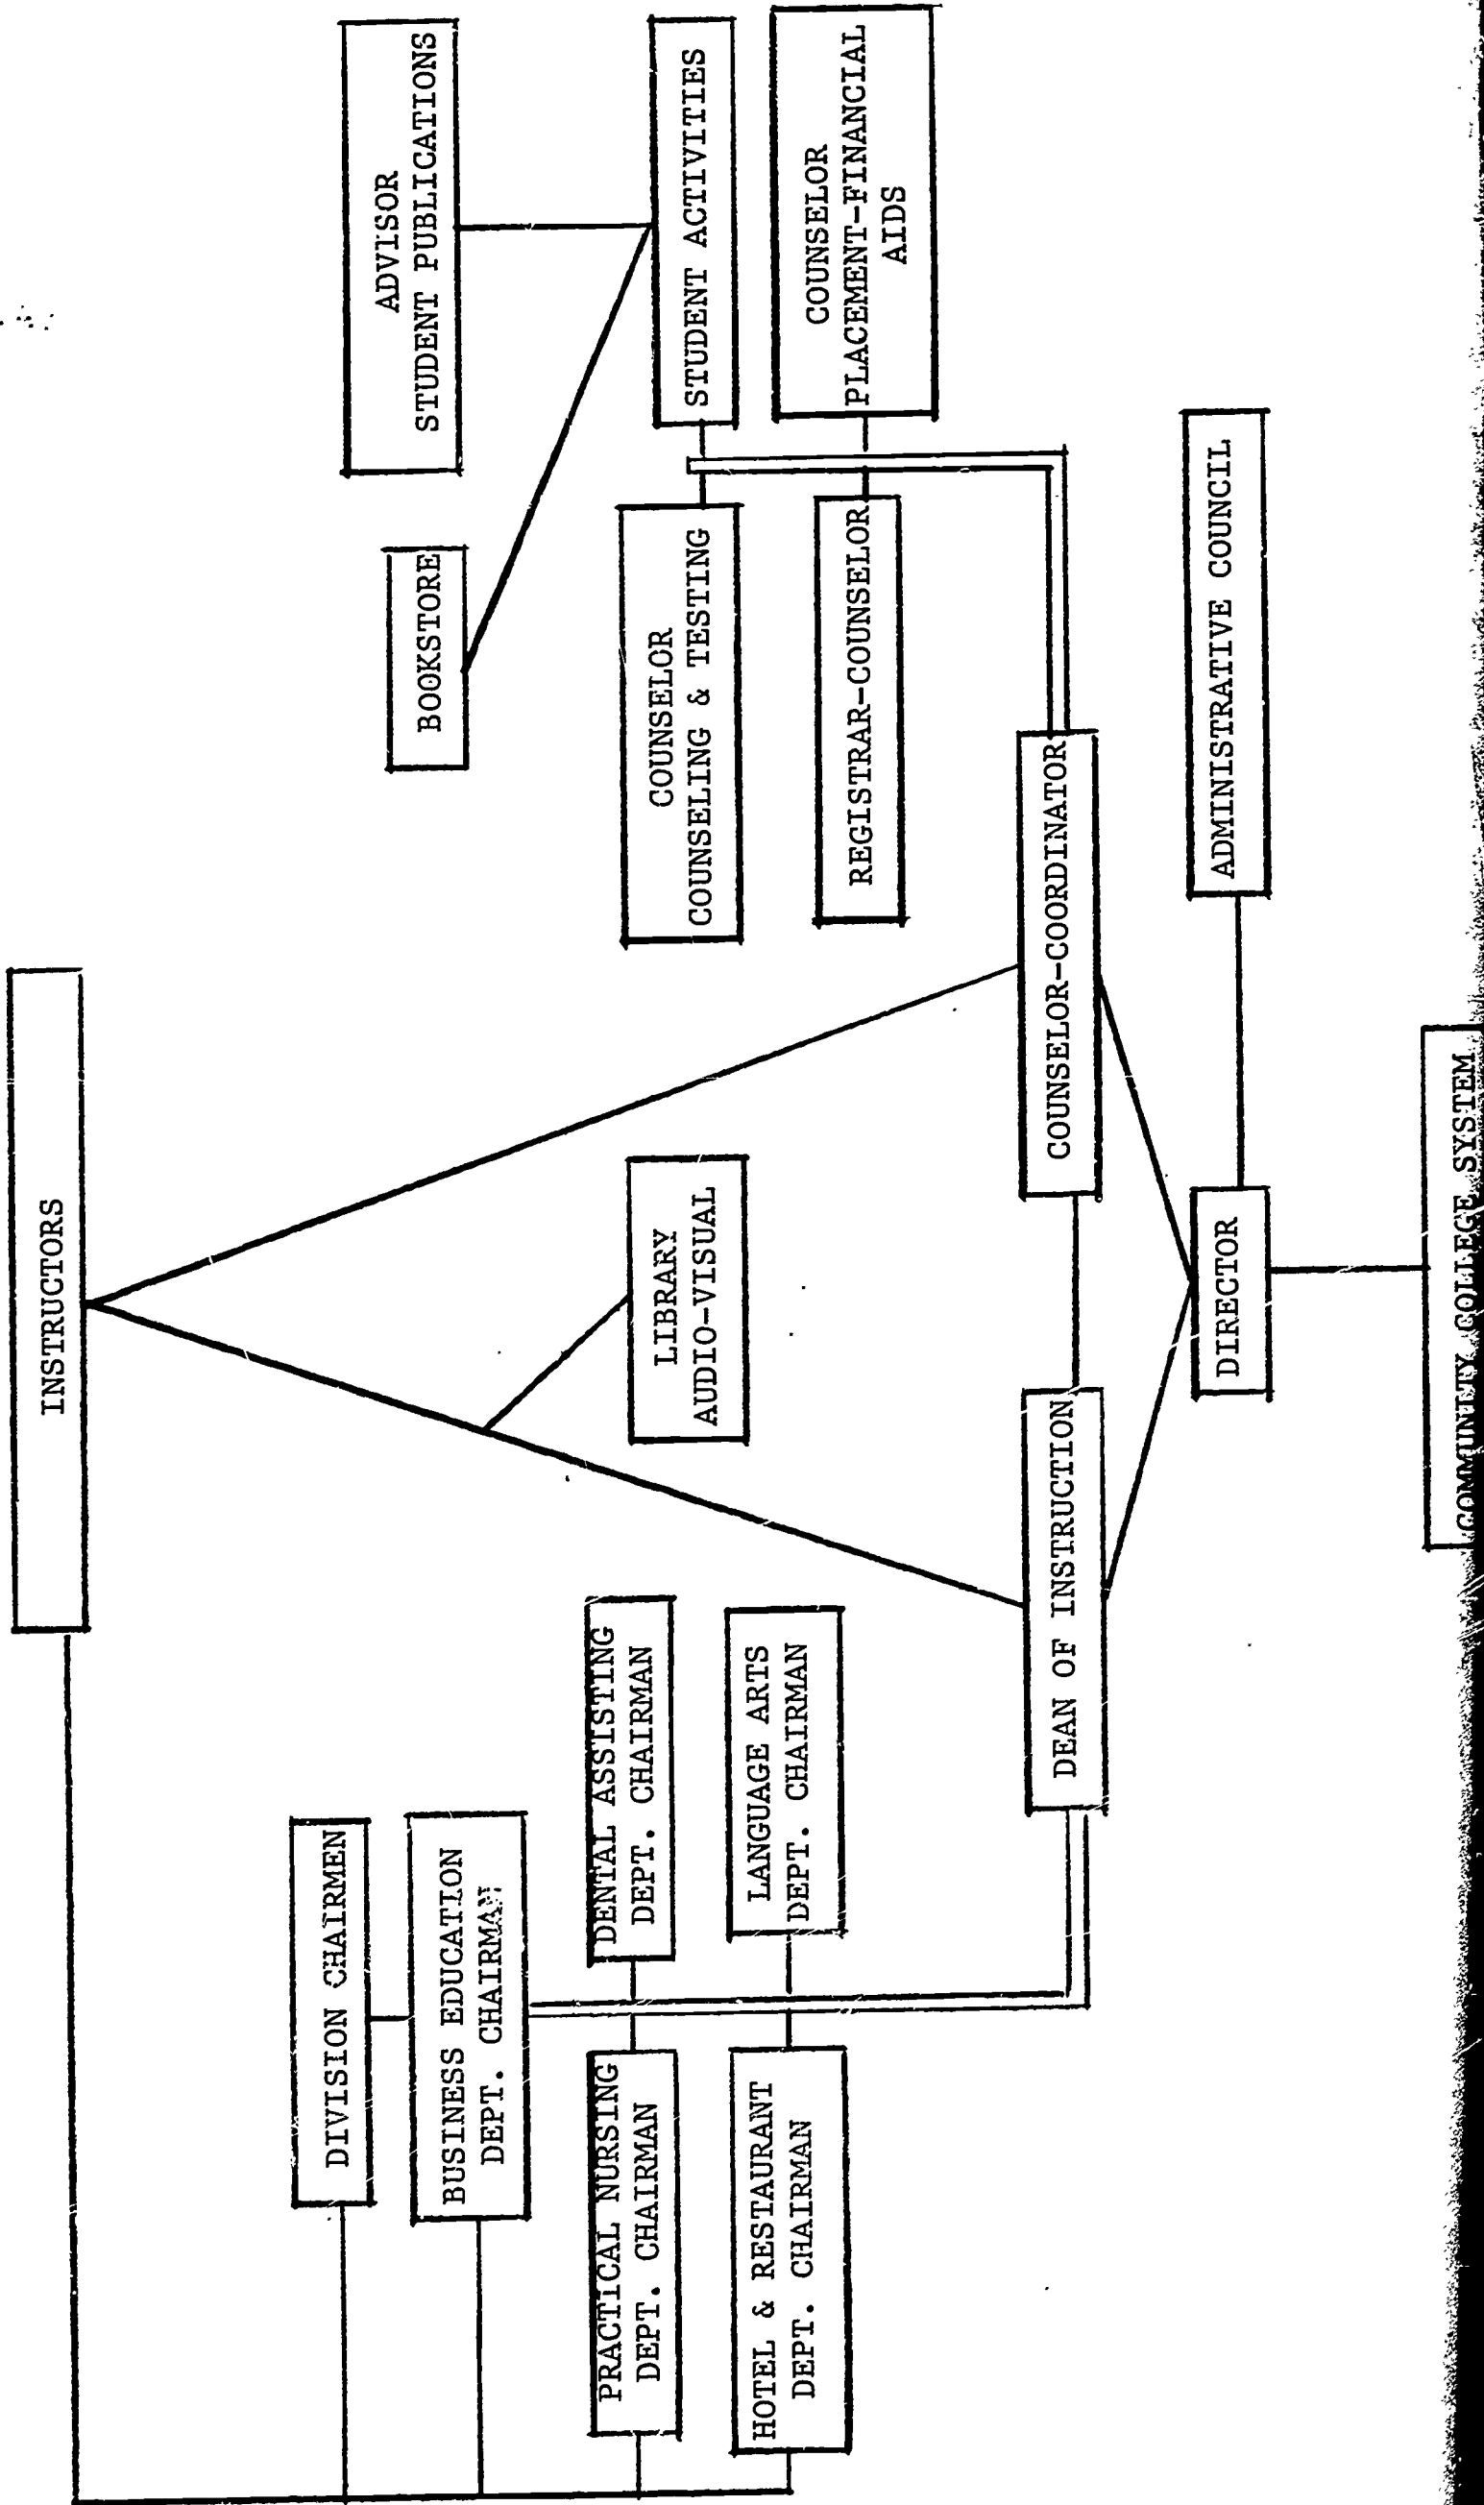 INSTRUCTORS
DIVISION CHAIRMEN
BUSINESS EDUCATION
DEPT. CHAIRMAN
PRACTICAL NURSING
DEPT. CHAIRMAN
DENTAL ASSISTING
DEPT. CHAIRMAN
HOTEL & RESTAURANT
DEPT. CHAIRMAN
LANGUAGE ARTS
DEPT. CHAIRMAN
LIBRARY
AUDIO-VISUAL
BOOKSTORE
ADVISOR
STUDENT PUBLICATIONS
COUNSELOR
COUNSELING & TESTING
STUDENT ACTIVITIES
REGISTRAR-COUNSELOR
COUNSELOR
PLACEMENT-FINANCIAL
AIDS
DEAN OF INSTRUCTION
COUNSELOR-COORDINATOR
DIRECTOR
ADMINISTRATIVE COUNCIL
COMMUNITY COLLEGE SYSTEM